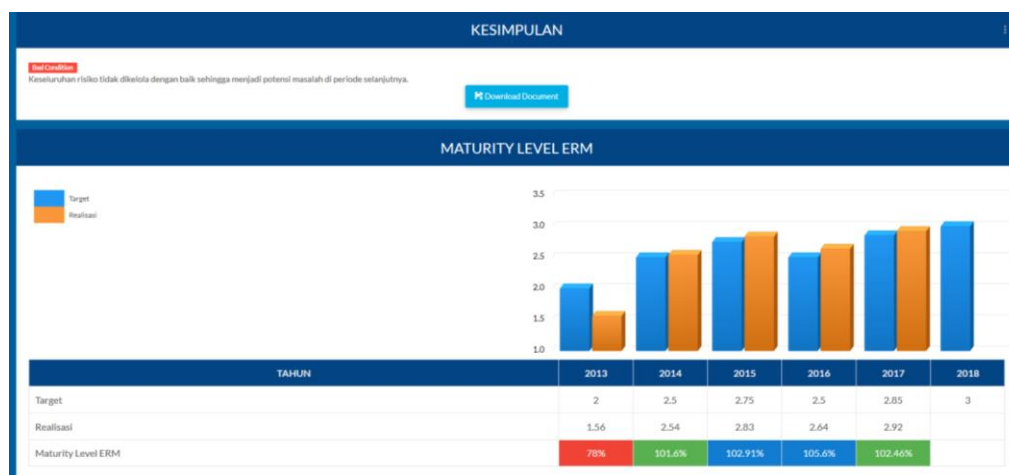 KESIMPULAN
Bad Condition
Keseluruhan risiko tidak dikelola dengan baik sehingga menjadi potensi masalah di periode selanjutnya.
Download Document
MATURITY LEVEL ERM
Target
Realisasi
3.5
3.0
2.5
2.0
1.5
1.0
TAHUN 2013 2014 2015 2016 2017 2018
Target 2 2.5 2.75 2.5 2.85 3
Realisasi 1.56 2.54 2.83 2.64 2.92
Maturity Level ERM 78% 101.6% 102.91% 105.6% 102.46%